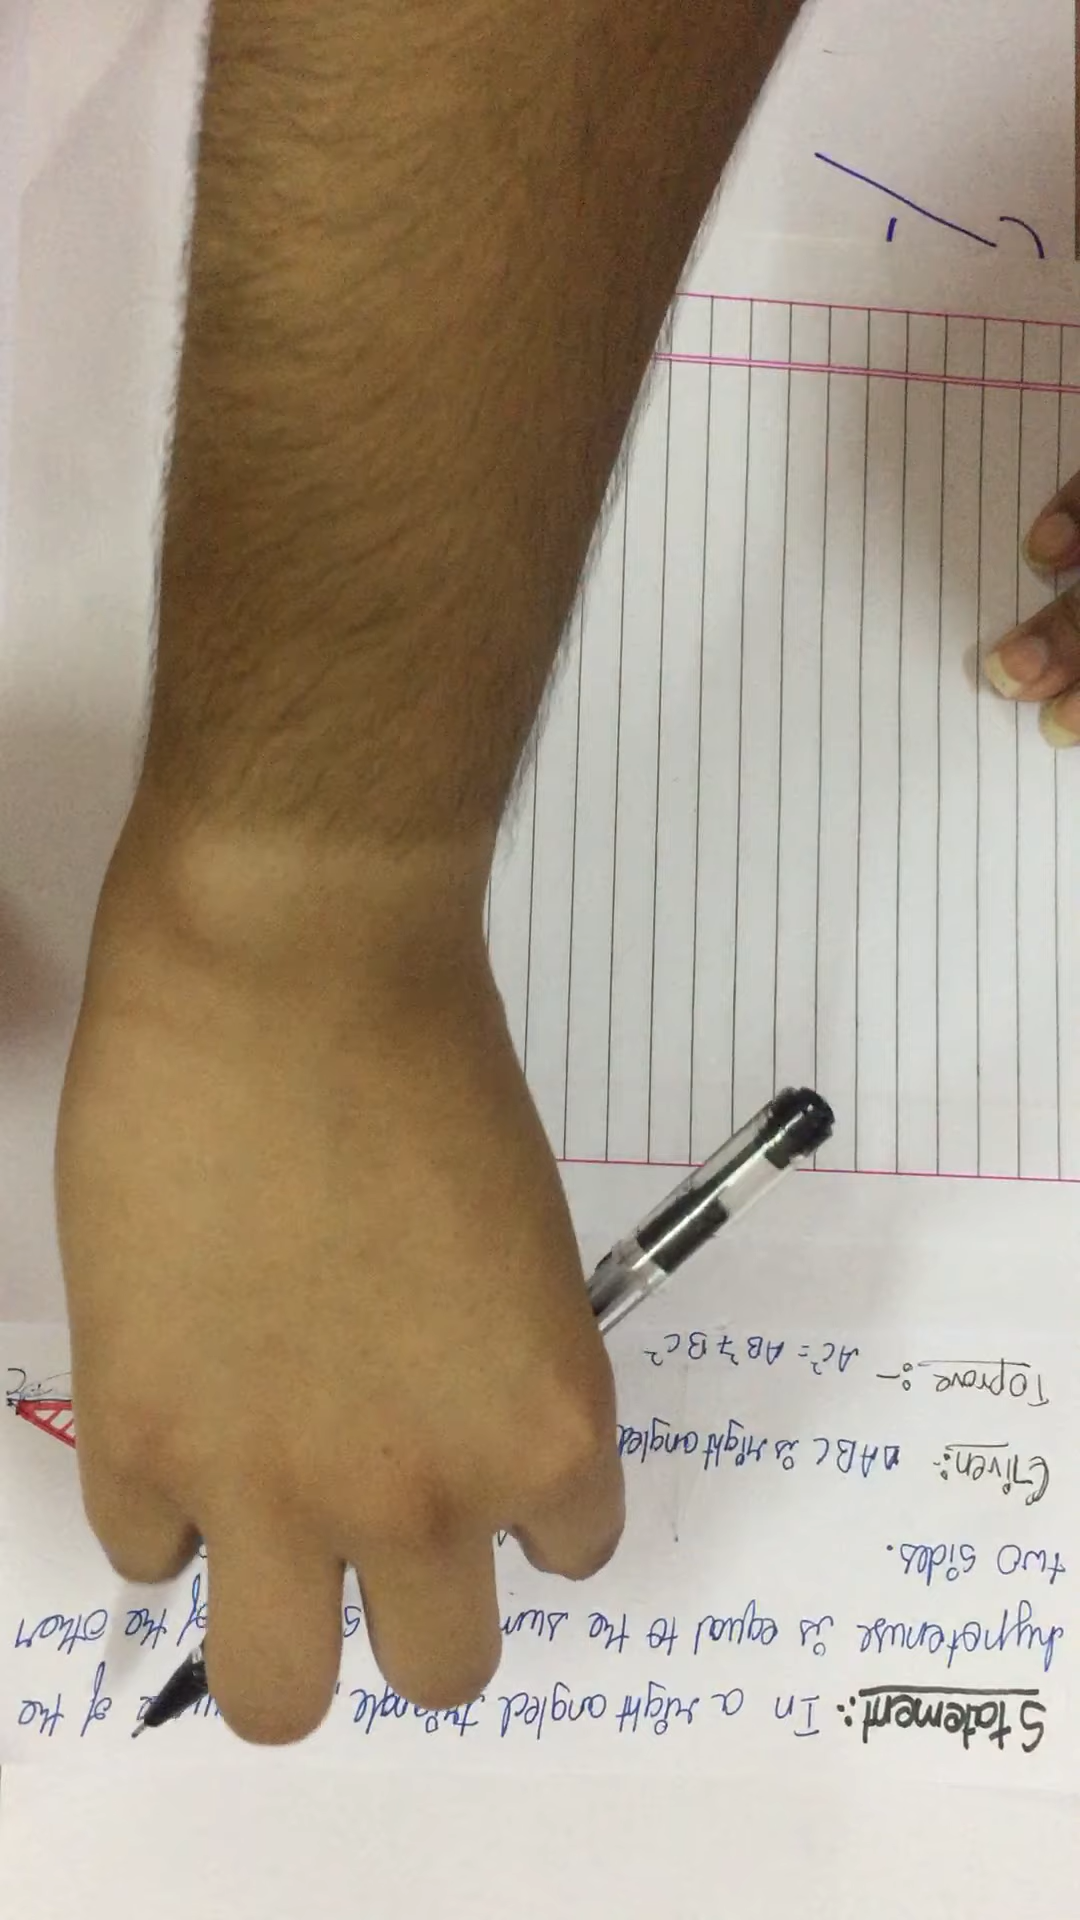 Statement:- In a right angled triangle, of the
hypotenuse is equal to the sum of the other
two sides.
Given:- ΔABC is right angled
To prove :- AC²= AB²+BC²
C